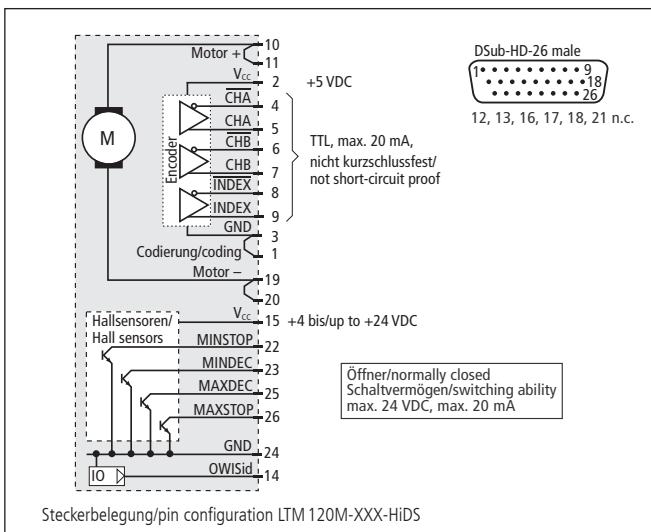 Motor + 10
11
DSub-HD-26 male
1 9
18
26
12, 13, 16, 17, 18, 21 n.c.
Vcc 2 +5 VDC
CHA 4
CHA 5
CHB 6
CHB 7
INDEX 8
INDEX 9
GND 3
Codierung/coding 1
Motor – 19
20
M
Encoder
TTL, max. 20 mA,
nicht kurzschlussfest/
not short-circuit proof
Hallsensoren/
Hall sensors
Vcc 15 +4 bis/up to +24 VDC
MINSTOP 22
MINDEC 23
MAXDEC 25
MAXSTOP 26
GND 24
IO OWISid 14
Öffner/normally closed
Schaltvermögen/switching ability
max. 24 VDC, max. 20 mA
Steckerbelegung/pin configuration LTM 120M-XXX-HiDS